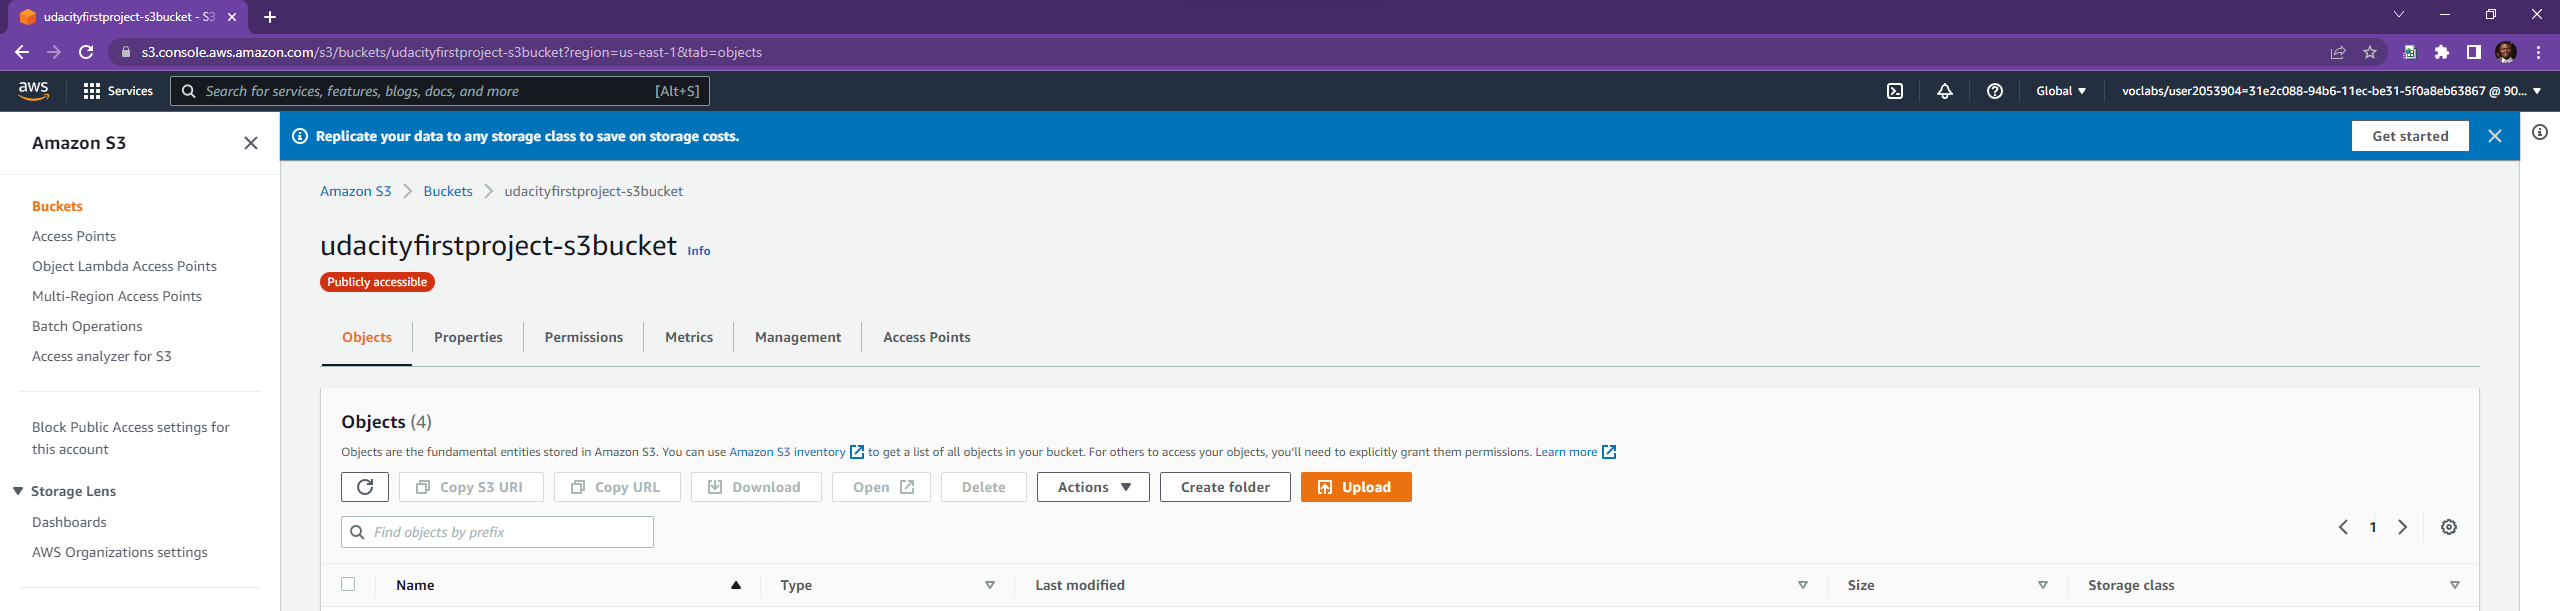 udacityfirstproject-s3bucket - S3
s3.console.aws.amazon.com/s3/buckets/udacityfirstproject-s3bucket?region=us-east-1&tab=objects
aws Services Search for services, features, blogs, docs, and more [Alt+S] Global voclabs/user2053904=31e2c088-94b6-11ec-be31-5f0a8eb63867 @ 90...
Amazon S3
Buckets
Access Points
Object Lambda Access Points
Multi-Region Access Points
Batch Operations
Access analyzer for S3
Block Public Access settings for
this account
Storage Lens
Dashboards
AWS Organizations settings
Replicate your data to any storage class to save on storage costs. Get started
Amazon S3 Buckets udacityfirstproject-s3bucket
udacityfirstproject-s3bucket Info
Publicly accessible
Objects Properties Permissions Metrics Management Access Points
Objects (4)
Objects are the fundamental entities stored in Amazon S3. You can use Amazon S3 inventory to get a list of all objects in your bucket. For others to access your objects, you'll need to explicitly grant them permissions. Learn more
Copy S3 URI Copy URL Download Open Delete Actions Create folder Upload
Find objects by prefix 1
Name Type Last modified Size Storage class